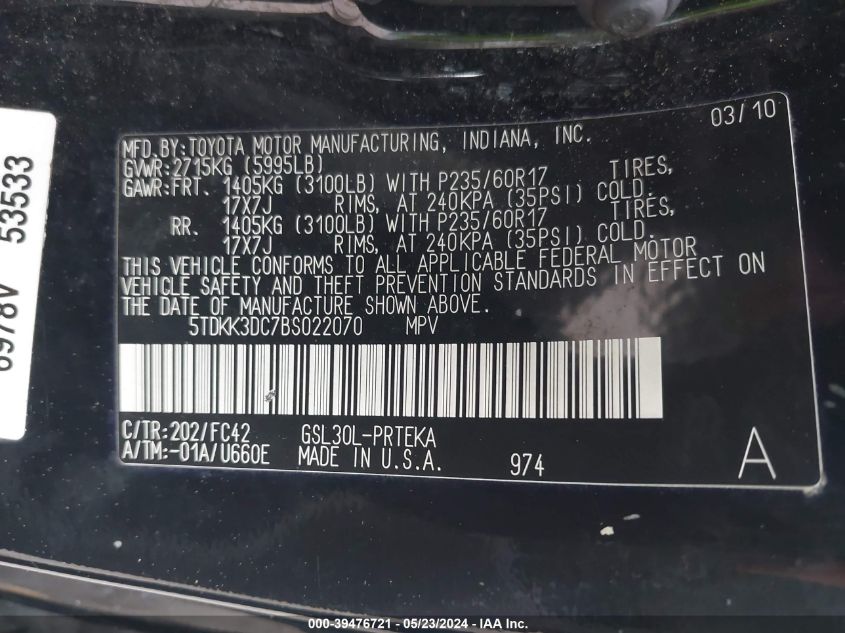 03/10
MFD. BY: TOYOTA MOTOR MANUFACTURING, INDIANA, INC.
GVWR: 2715KG (5995LB)
GAWR: FRT. 1405KG (3100LB) WITH P235/60R17 TIRES,
17X7J RIMS, AT 240KPA (35PSI) COLD.
RR. 1405KG (3100LB) WITH P235/60R17 TIRES,
17X7J RIMS, AT 240KPA (35PSI) COLD.
THIS VEHICLE CONFORMS TO ALL APPLICABLE FEDERAL MOTOR
VEHICLE SAFETY AND THEFT PREVENTION STANDARDS IN EFFECT ON
THE DATE OF MANUFACTURE SHOWN ABOVE.
5TDKK3DC7BS022070 MPV
C/TR: 202/FC42 GSL30L-PRTEKA
A/TM: -01A/U660E MADE IN U.S.A. 974 A
53533
000-39476721 - 05/23/2024 - IAA, Inc.